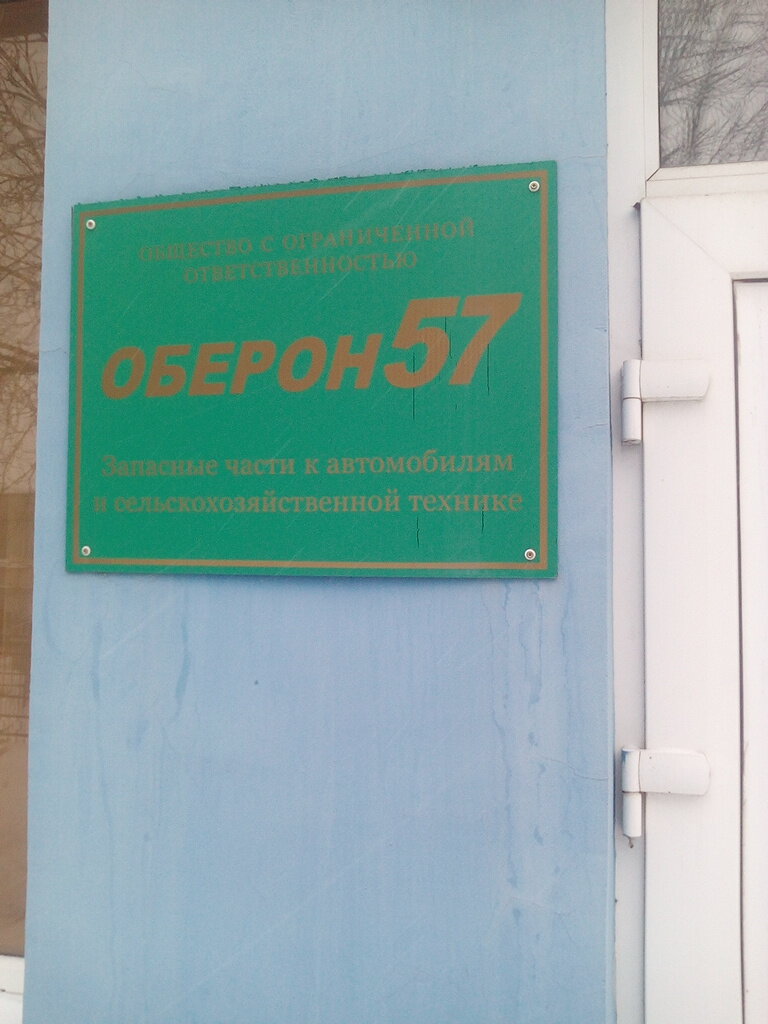 ОБЩЕСТВО С ОГРАНИЧЕННОЙ
ОТВЕТСТВЕННОСТЬЮ
ОБЕРОН57
Запасные части к автомобилям
и сельскохозяйственной технике